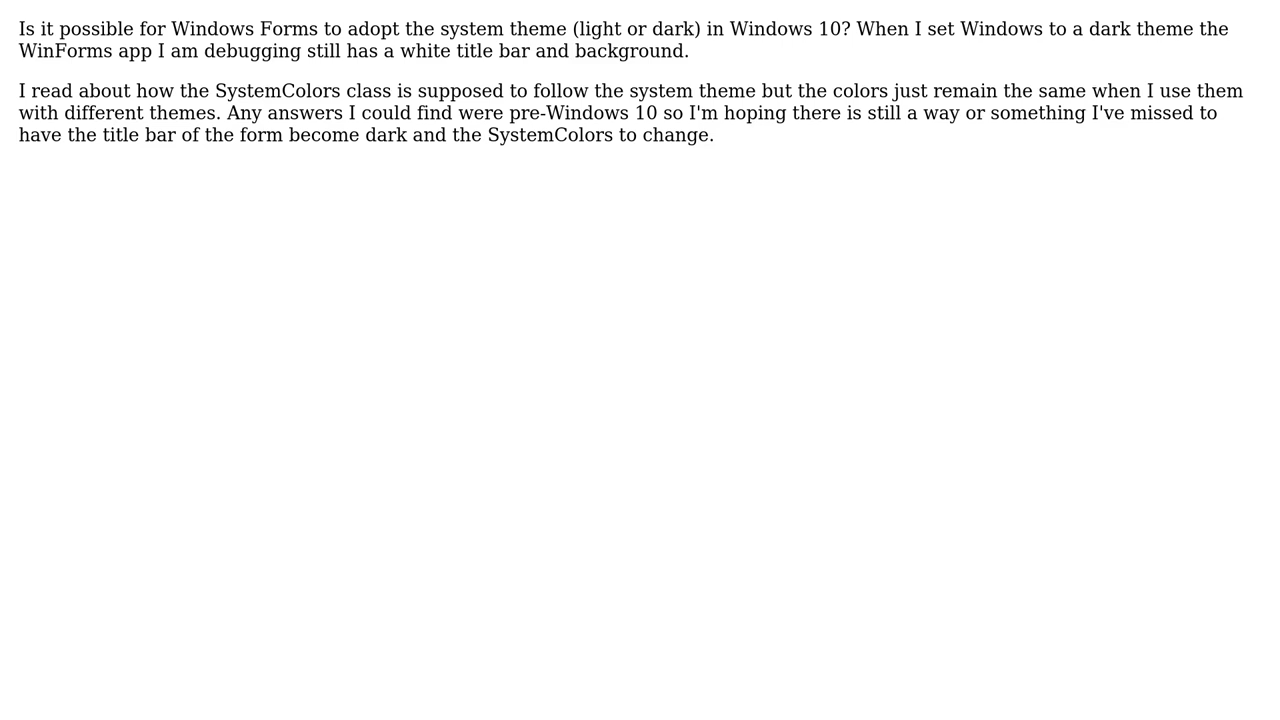 Is it possible for Windows Forms to adopt the system theme (light or dark) in Windows 10? When I set Windows to a dark theme the
WinForms app I am debugging still has a white title bar and background.
I read about how the SystemColors class is supposed to follow the system theme but the colors just remain the same when I use them
with different themes. Any answers I could find were pre-Windows 10 so I'm hoping there is still a way or something I've missed to
have the title bar of the form become dark and the SystemColors to change.